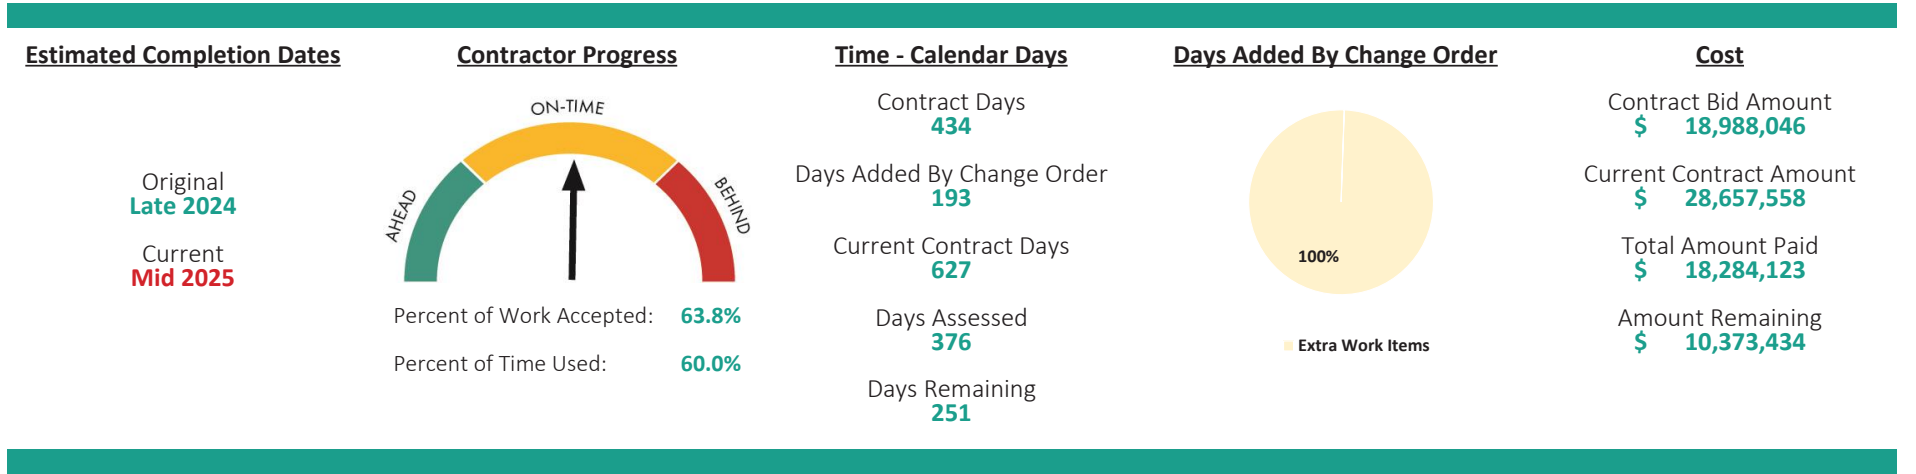 Estimated Completion Dates
Original
Late 2024
Current
Mid 2025
Contractor Progress
ON-TIME
AHEAD
BEHIND
Percent of Work Accepted: 63.8%
Percent of Time Used: 60.0%
Time - Calendar Days
Contract Days
434
Days Added By Change Order
193
Current Contract Days
627
Days Assessed
376
Days Remaining
251
Days Added By Change Order
100%
Extra Work Items
Cost
Contract Bid Amount
$ 18,988,046
Current Contract Amount
$ 28,657,558
Total Amount Paid
$ 18,284,123
Amount Remaining
$ 10,373,434